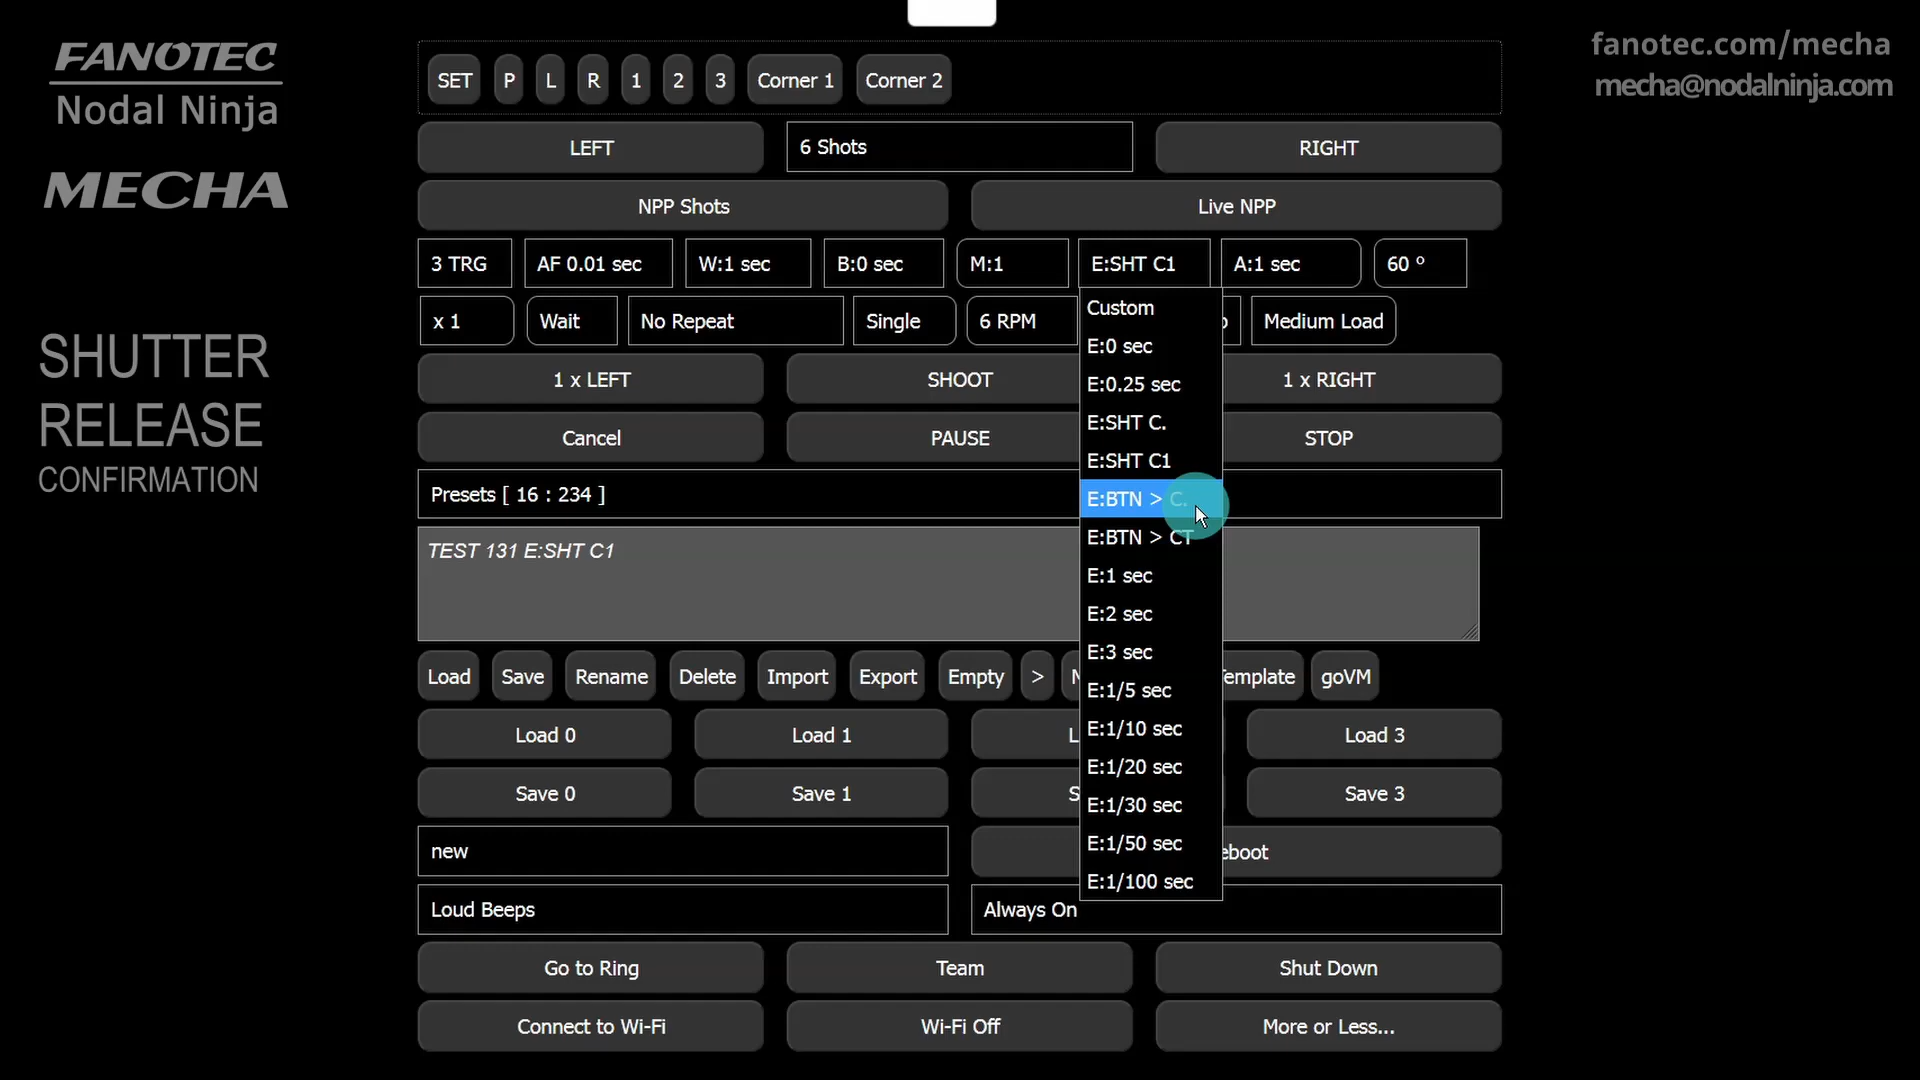 FANOTEC
Nodal Ninja
MECHA
SHUTTER
RELEASE
CONFIRMATION
fanotec.com/mecha
mecha@nodalninja.com
SET P L R 1 2 3 Corner 1 Corner 2
LEFT 6 Shots RIGHT
NPP Shots Live NPP
3 TRG AF 0.01 sec W:1 sec B:0 sec M:1 E:SHT C1 A:1 sec 60 º
x 1 Wait No Repeat Single 6 RPM Medium Load
1 x LEFT SHOOT 1 x RIGHT
Cancel PAUSE STOP
Presets [ 16 : 234 ]
TEST 131 E:SHT C1
Load Save Rename Delete Import Export Empty > goVM
Load 0 Load 1 Load 3
Save 0 Save 1 Save 3
new
Loud Beeps Always On
Go to Ring Team Shut Down
Connect to Wi-Fi Wi-Fi Off More or Less...
Custom
E:0 sec
E:0.25 sec
E:SHT C.
E:SHT C1
E:BTN > C.
E:BTN > CT
E:1 sec
E:2 sec
E:3 sec
E:1/5 sec
E:1/10 sec
E:1/20 sec
E:1/30 sec
E:1/50 sec
E:1/100 sec